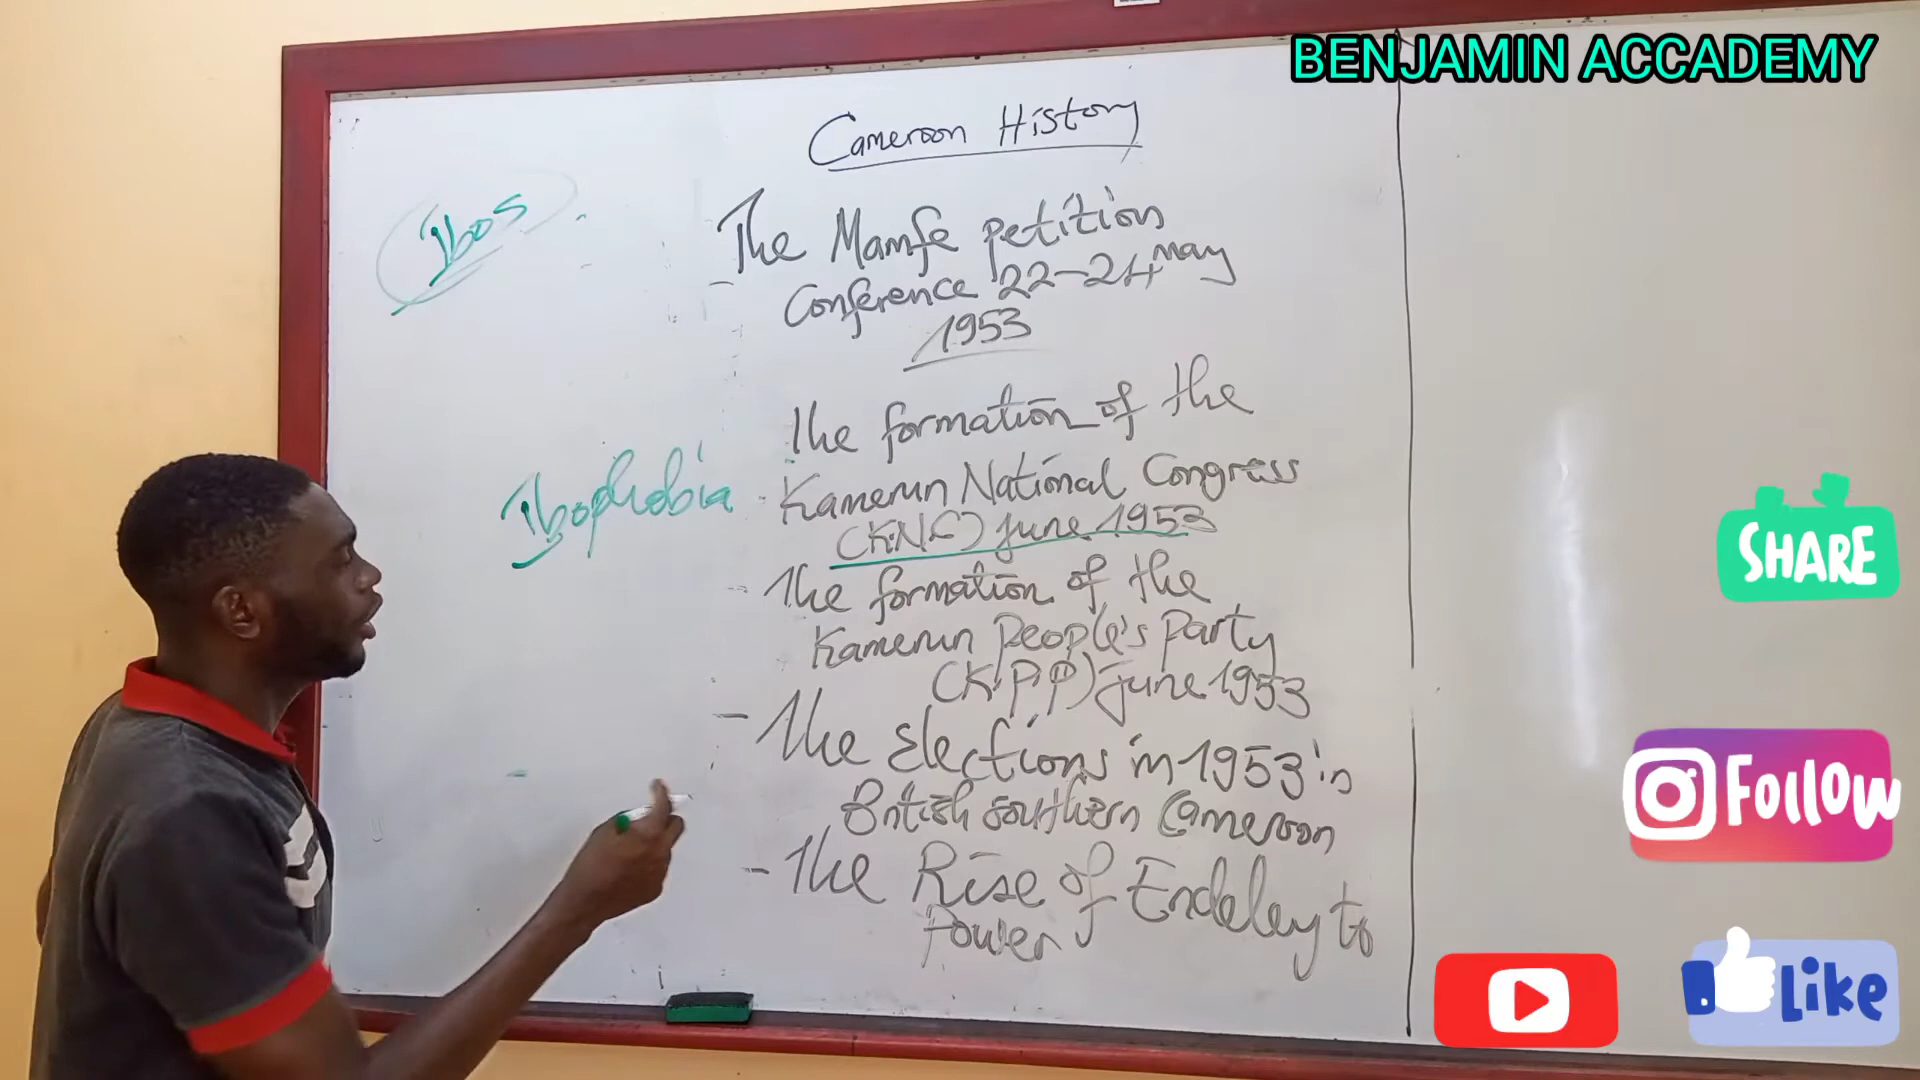 BENJAMIN ACCADEMY
Cameroon History
Ibos
- The Mamfe petition
Conference 22-24 may
1953
The formation of the
- Kamerun National Congress
(KNC) june 1953
Ibophobia
- The formation of the
Kamerun People's Party
(K.P.P) june 1953
- The Elections in 1953 in
British Southern Cameroon
- The Rise of Endeley to
Power
SHARE
Follow
Like